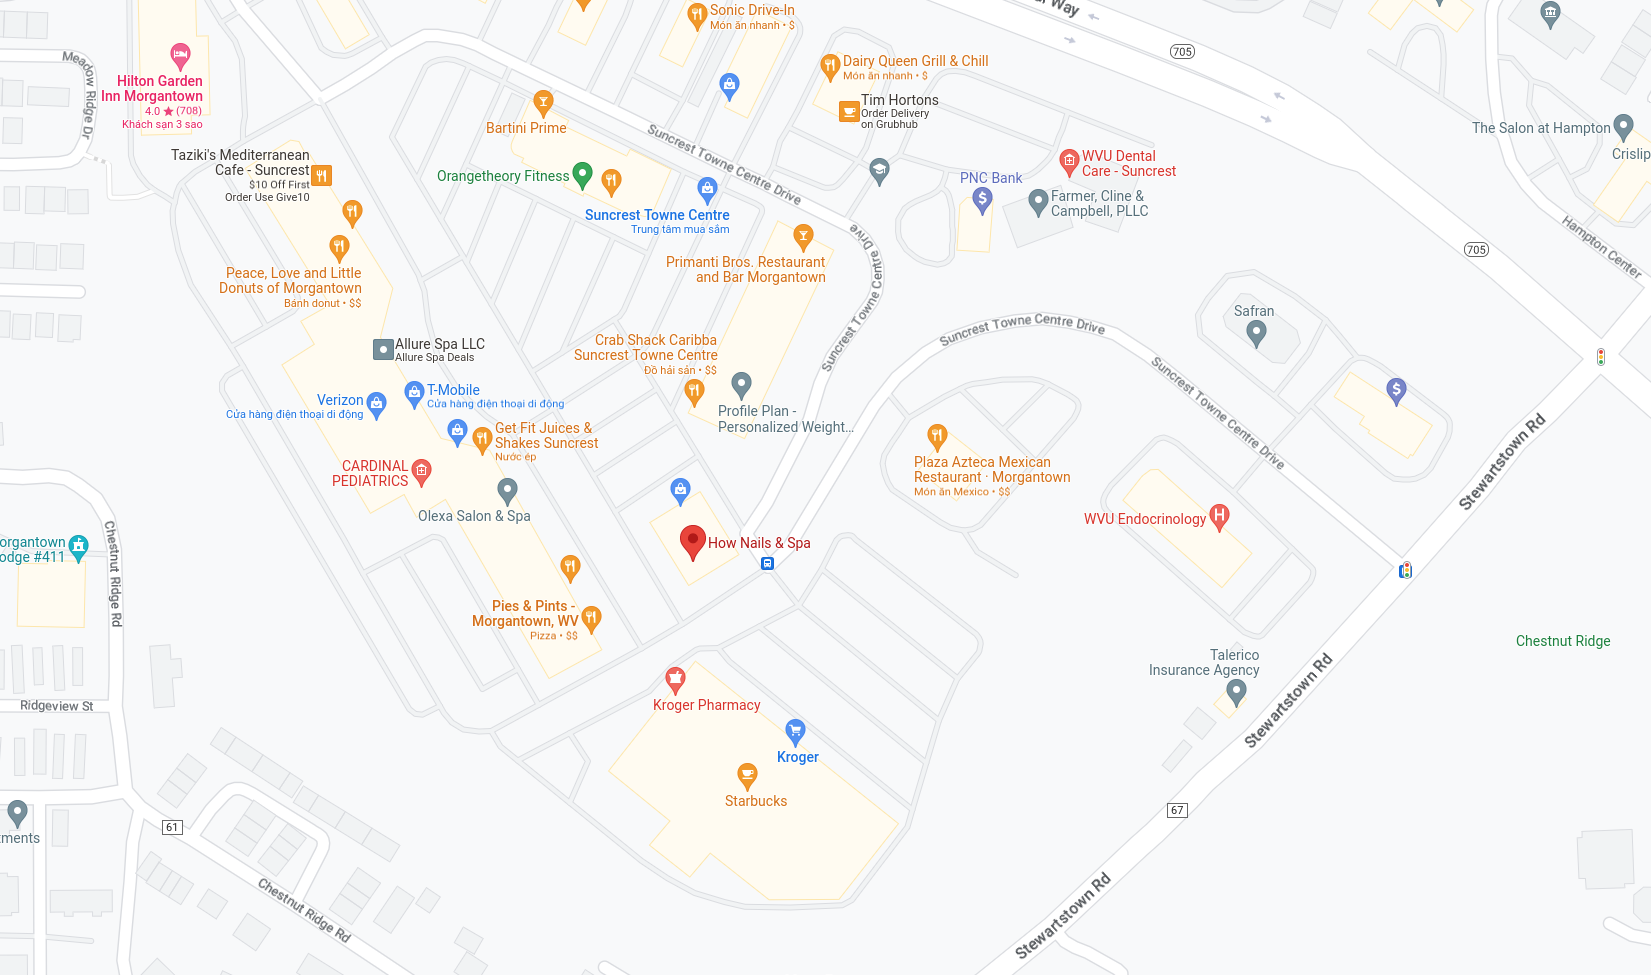 Sonic Drive-In
Món ăn nhanh • $
Way
705
Dairy Queen Grill & Chill
Món ăn nhanh • $
Tim Hortons
Order Delivery
on Grubhub
Meadow Ridge Dr
Hilton Garden
Inn Morgantown
4.0 ★ (708)
Khách sạn 3 sao
Bartini Prime
Suncrest Towne Centre Drive
The Salon at Hampton
Crislip
Taziki's Mediterranean
Cafe - Suncrest
$10 Off First
Order Use Give10
Orangetheory Fitness
WVU Dental
Care - Suncrest
PNC Bank
Farmer, Cline &
Campbell, PLLC
Suncrest Towne Centre
Trung tâm mua sắm
Hampton Center
705
Primanti Bros. Restaurant
and Bar Morgantown
Suncrest Towne Centre Drive
Peace, Love and Little
Donuts of Morgantown
Bánh donut • $$
Safran
Suncrest Towne Centre Drive
Allure Spa LLC
Allure Spa Deals
Crab Shack Caribba
Suncrest Towne Centre
Đồ hải sản • $$
Suncrest Towne Centre Drive
Verizon
Cửa hàng điện thoại di động
T-Mobile
Cửa hàng điện thoại di động
Profile Plan -
Personalized Weight...
Get Fit Juices &
Shakes Suncrest
Nước ép
Plaza Azteca Mexican
Restaurant · Morgantown
Món ăn Mexico • $$
Stewartstown Rd
CARDINAL
PEDIATRICS
Olexa Salon & Spa
WVU Endocrinology
organtown
odge #411
Chestnut Ridge Rd
How Nails & Spa
Pies & Pints -
Morgantown, WV
Pizza • $$
Chestnut Ridge
Talerico
Insurance Agency
Stewartstown Rd
Kroger Pharmacy
Ridgeview St
Kroger
Starbucks
67
61
tments
Chestnut Ridge Rd
Stewartstown Rd